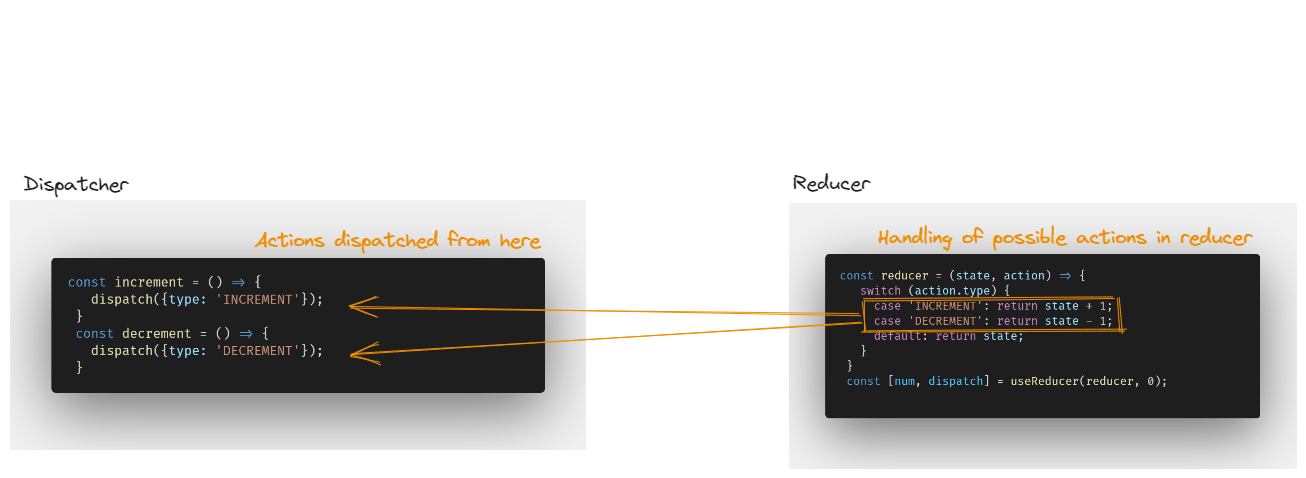 Dispatcher
Actions dispatched from here
const increment = () => {
dispatch({type: 'INCREMENT'});
}
const decrement = () => {
dispatch({type: 'DECREMENT'});
}
Reducer
Handling of possible actions in reducer
const reducer = (state, action) => {
switch (action.type) {
case 'INCREMENT': return state + 1;
case 'DECREMENT': return state - 1;
default: return state;
}
}
const [num, dispatch] = useReducer(reducer, 0);